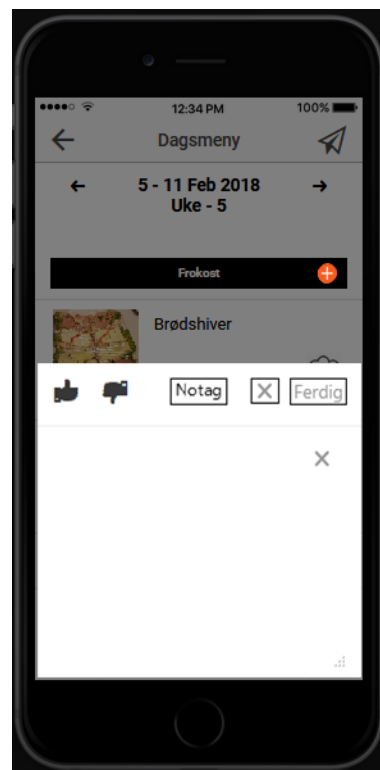 12:34 PM 100%
Dagsmeny
5 - 11 Feb 2018
Uke - 5
Frokost
Brødshiver
Notag X Ferdig